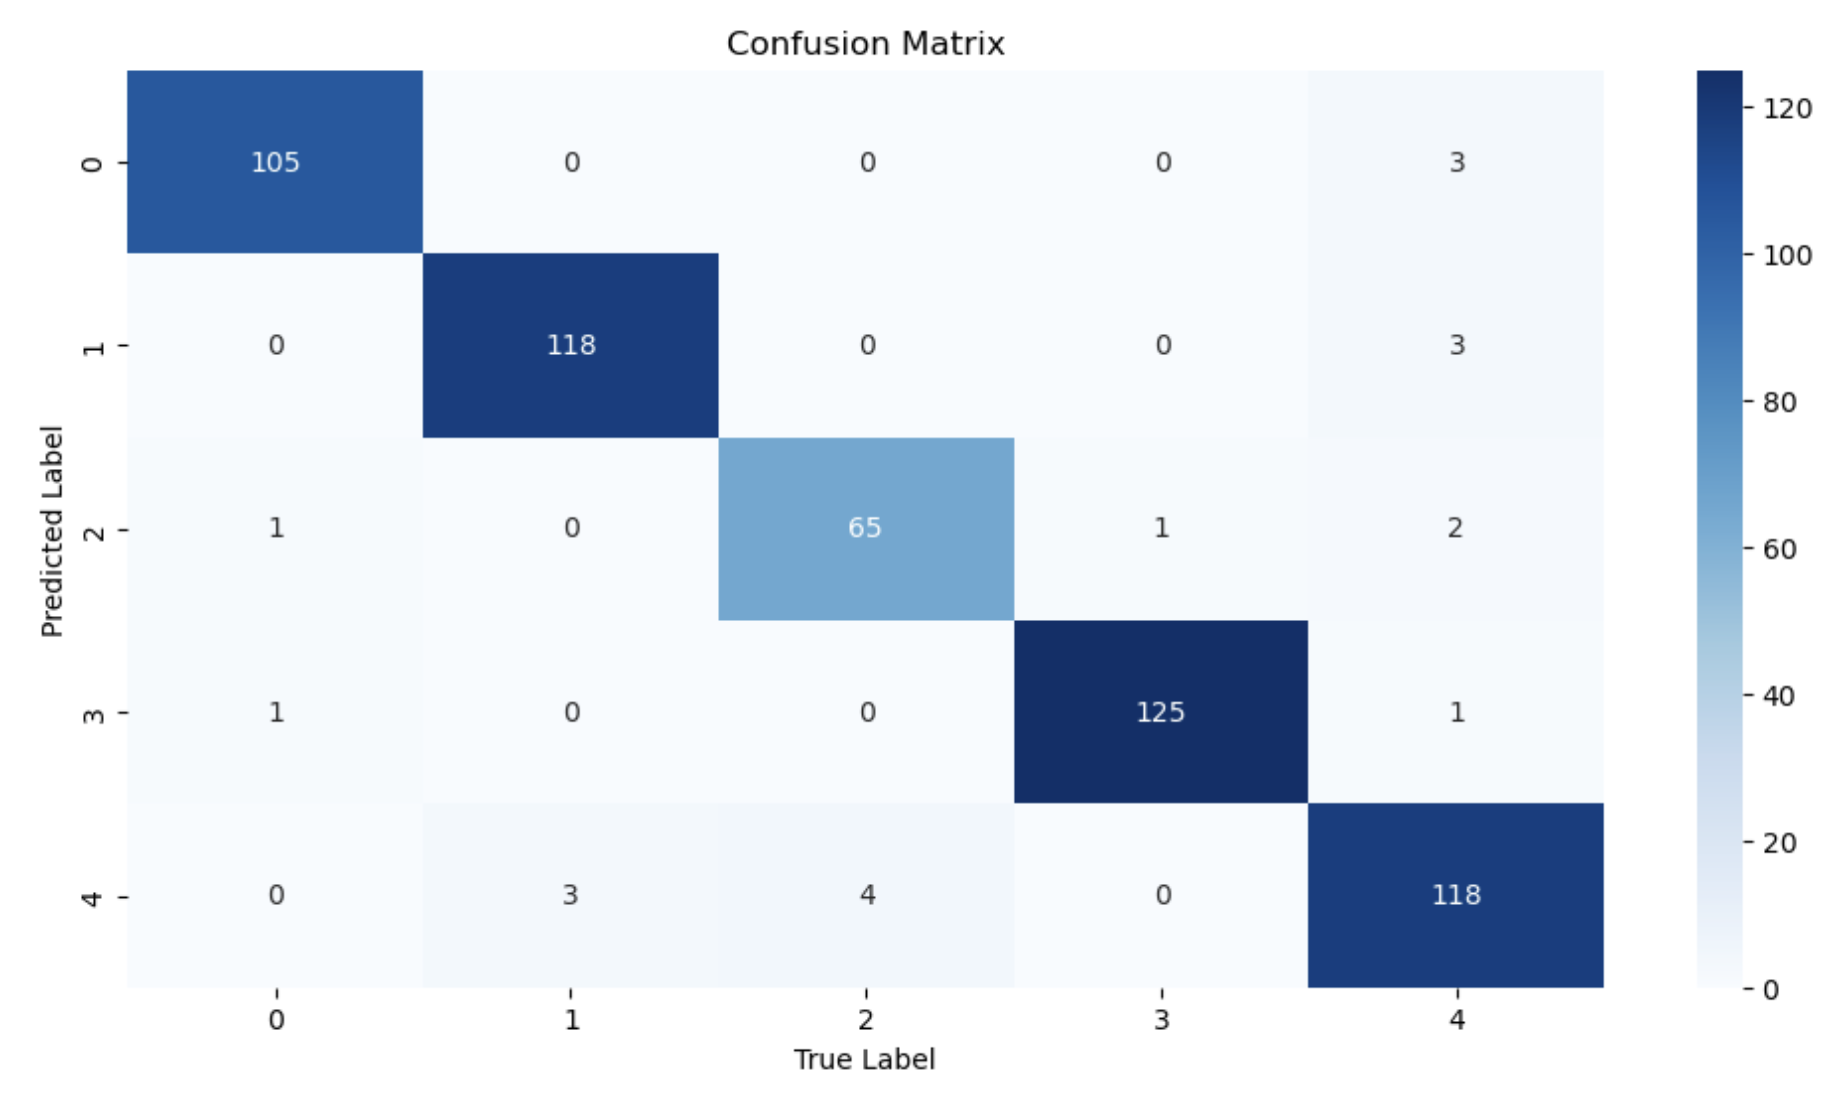 Confusion Matrix
0 105 0 0 0 3
1 0 118 0 0 3
2 1 0 65 1 2
3 1 0 0 125 1
4 0 3 4 0 118
0 1 2 3 4
Predicted Label
True Label
120
100
80
60
40
20
0